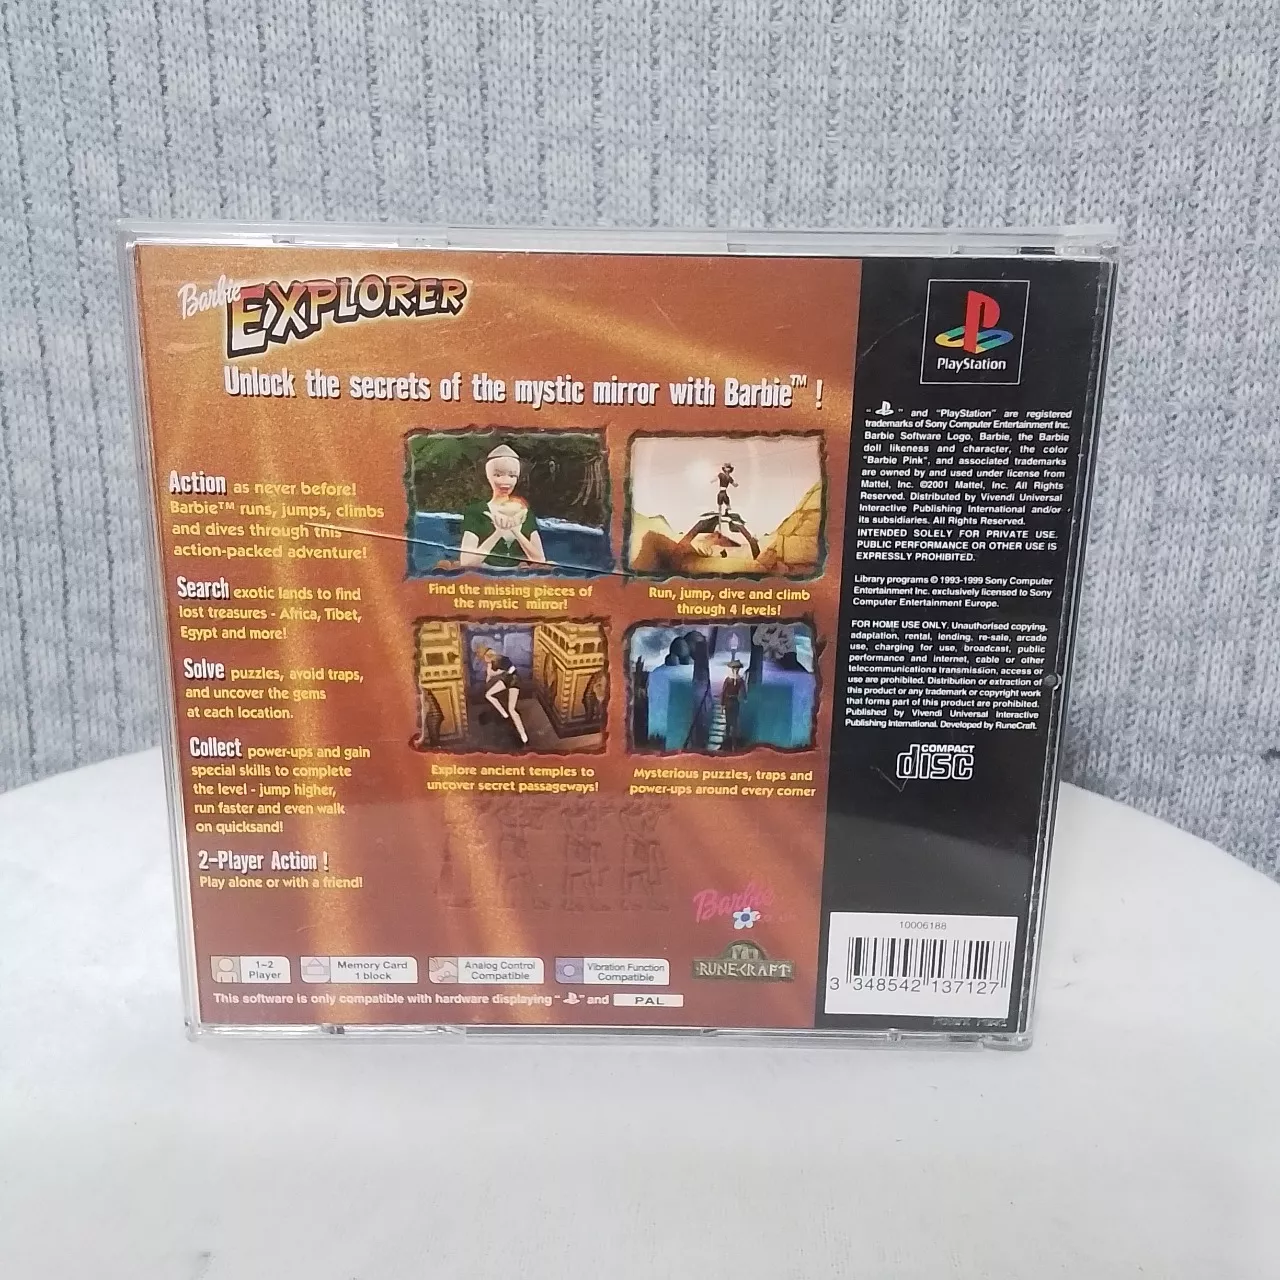 Barbie
EXPLORER
Unlock the secrets of the mystic mirror with Barbie™ !
Action as never before!
Barbie™ runs, jumps, climbs
and dives through this
action-packed adventure!
Search exotic lands to find
lost treasures - Africa, Tibet,
Egypt and more!
Solve puzzles, avoid traps,
and uncover the gems
at each location.
Collect power-ups and gain
special skills to complete
the level - jump higher,
run faster and even walk
on quicksand!
2-Player Action !
Play alone or with a friend!
Find the missing pieces of
the mystic mirror!
Run, jump, dive and climb
through 4 levels!
Explore ancient temples to
uncover secret passageways!
Mysterious puzzles, traps and
power-ups around every corner
Barbie
RUNECRAFT
1-2
Player
Memory Card
1 block
Analog Control
Compatible
Vibration Function
Compatible
This software is only compatible with hardware displaying " " and PAL
PlayStation
" " and "PlayStation" are registered
trademarks of Sony Computer Entertainment Inc.
Barbie Software Logo, Barbie, the Barbie
doll likeness and character, the color
"Barbie Pink", and associated trademarks
are owned by and used under license from
Mattel, Inc. ©2001 Mattel, Inc. All Rights
Reserved. Distributed by Vivendi Universal
Interactive Publishing International and/or
its subsidiaries. All Rights Reserved.
INTENDED SOLELY FOR PRIVATE USE.
PUBLIC PERFORMANCE OR OTHER USE IS
EXPRESSLY PROHIBITED.
Library programs © 1993-1999 Sony Computer
Entertainment Inc. exclusively licensed to Sony
Computer Entertainment Europe.
FOR HOME USE ONLY. Unauthorised copying,
adaptation, rental, lending, re-sale, arcade
use, charging for use, broadcast, public
performance and internet, cable or other
telecommunications transmission, access or
use are prohibited. Distribution or extraction of
this product or any trademark or copyright work
that forms part of this product are prohibited.
Published by Vivendi Universal Interactive
Publishing International. Developed by RuneCraft.
COMPACT
disc
10006188
3 348542 137127